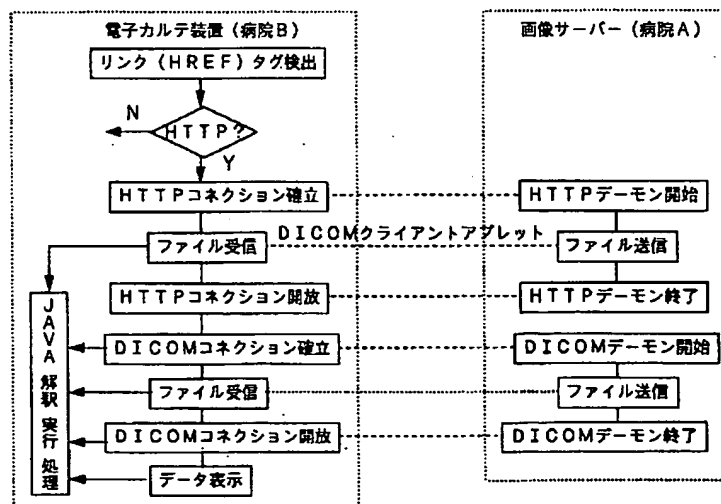 電子カルテ装置(病院B)
画像サーバー(病院A)
リンク(HREF)タグ検出
N
HTTP?
Y
HTTPコネクション確立
HTTPデーモン開始
DICOMクライアントアプレット
ファイル受信
ファイル送信
HTTPコネクション開放
HTTPデーモン終了
JAVA 解釈 実行 処理
DICOMコネクション確立
DICOMデーモン開始
ファイル受信
ファイル送信
DICOMコネクション開放
DICOMデーモン終了
データ表示